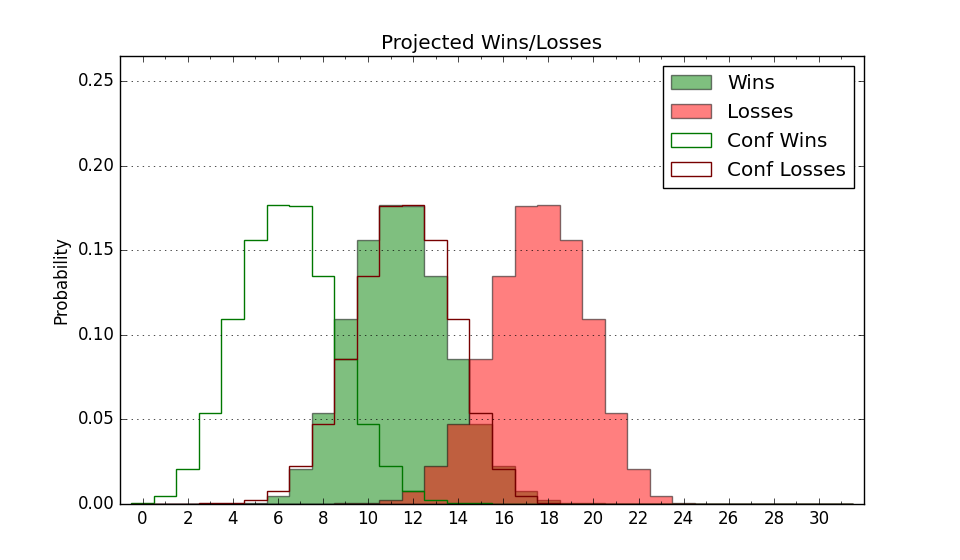 Projected Wins/Losses
Wins
Losses
Conf Wins
Conf Losses
Probability
0.25
0.20
0.15
0.10
0.05
0.00
0 2 4 6 8 10 12 14 16 18 20 22 24 26 28 30